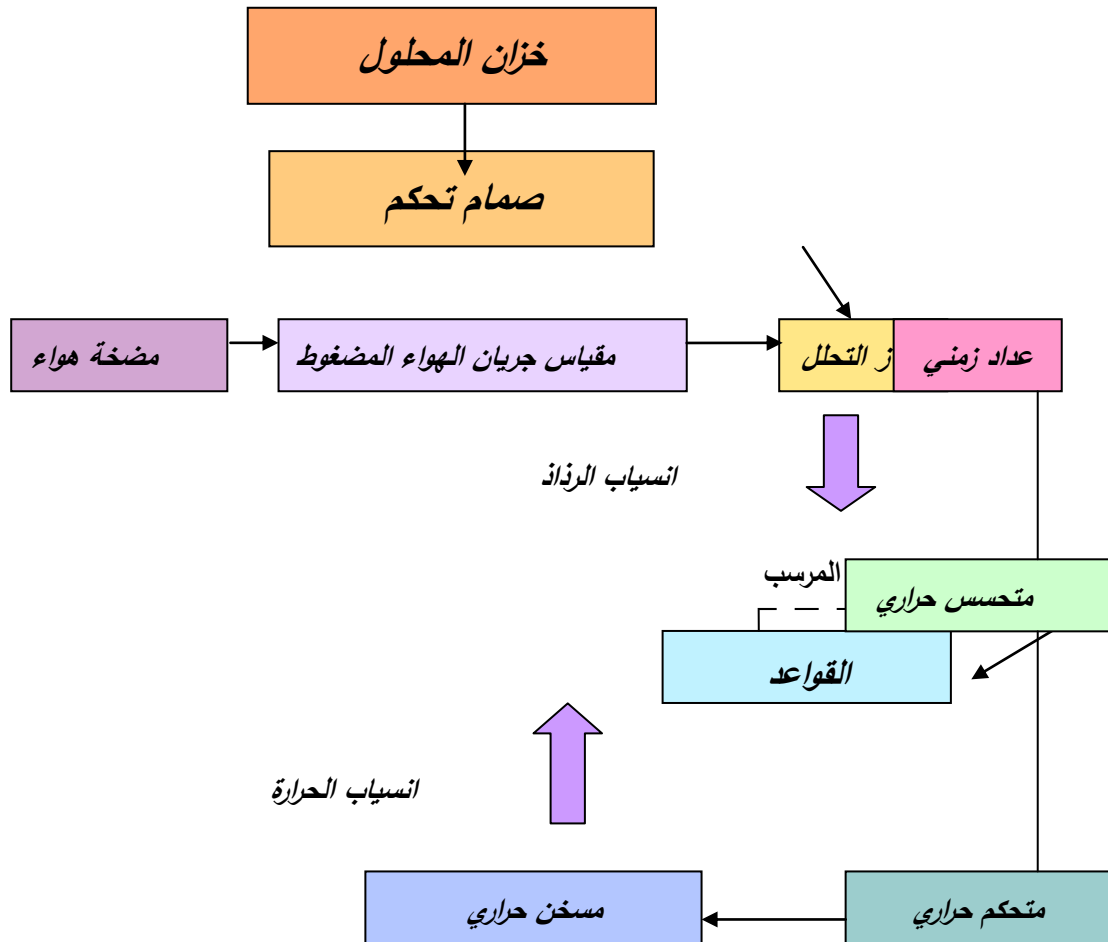 خزان المحلول
صمام تحكم
مضخة هواء
مقياس جريان الهواء المضغوط
ز التحلل
عداد زمني
انسياب الرذاذ
المرسب
متحسس حراري
القواعد
انسياب الحرارة
مسخن حراري
متحكم حراري